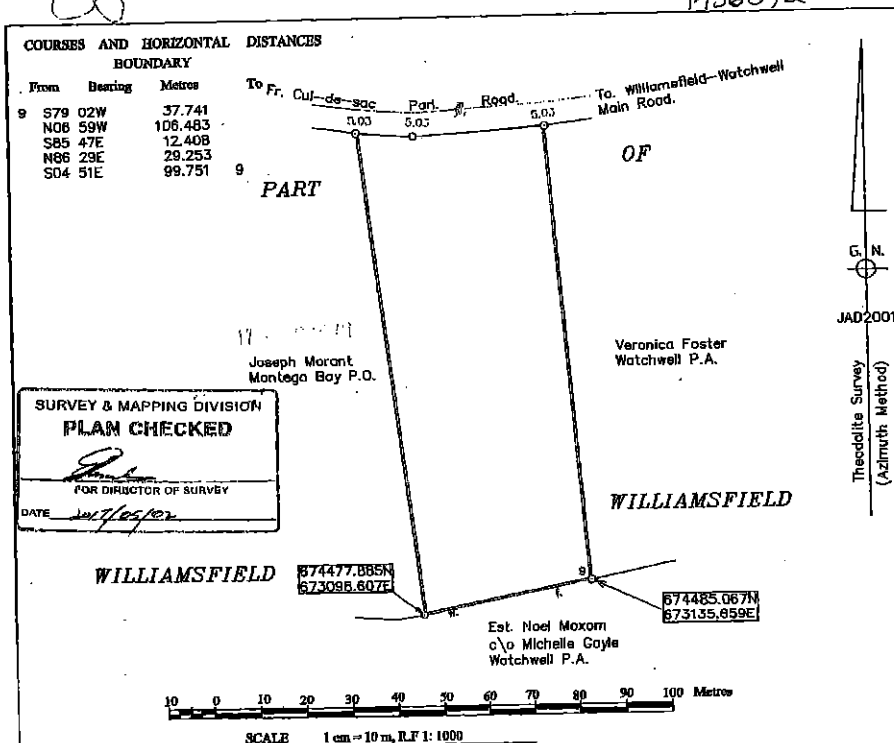 COURSES AND HORIZONTAL DISTANCES
BOUNDARY
From Bearing Metres To
9 S79 02W 37.741
N06 59W 106.483
S85 47E 12.408
N86 29E 29.253
S04 51E 99.751 9
Fr. Cul-de-sac Parl. Road. To. Williamsfield-Watchwell
Main Road.
5.03 5.03 5.03
PART
OF
G. N.
JAD2001
Theodolite Survey
(Azimuth Method)
Joseph Morant
Montego Bay P.O.
Veronica Foster
Watchwell P.A.
SURVEY & MAPPING DIVISION
PLAN CHECKED
FOR DIRECTOR OF SURVEY
DATE 2017/05/02
WILLIAMSFIELD
WILLIAMSFIELD
674477.885N
673098.607E
9
674485.067N
673135.659E
W.
F.
Est. Noel Moxom
c\o Michelle Gayle
Watchwell P.A.
10 0 10 20 30 40 50 60 70 80 90 100 Metres
SCALE 1 cm = 10 m, R.F 1: 1000